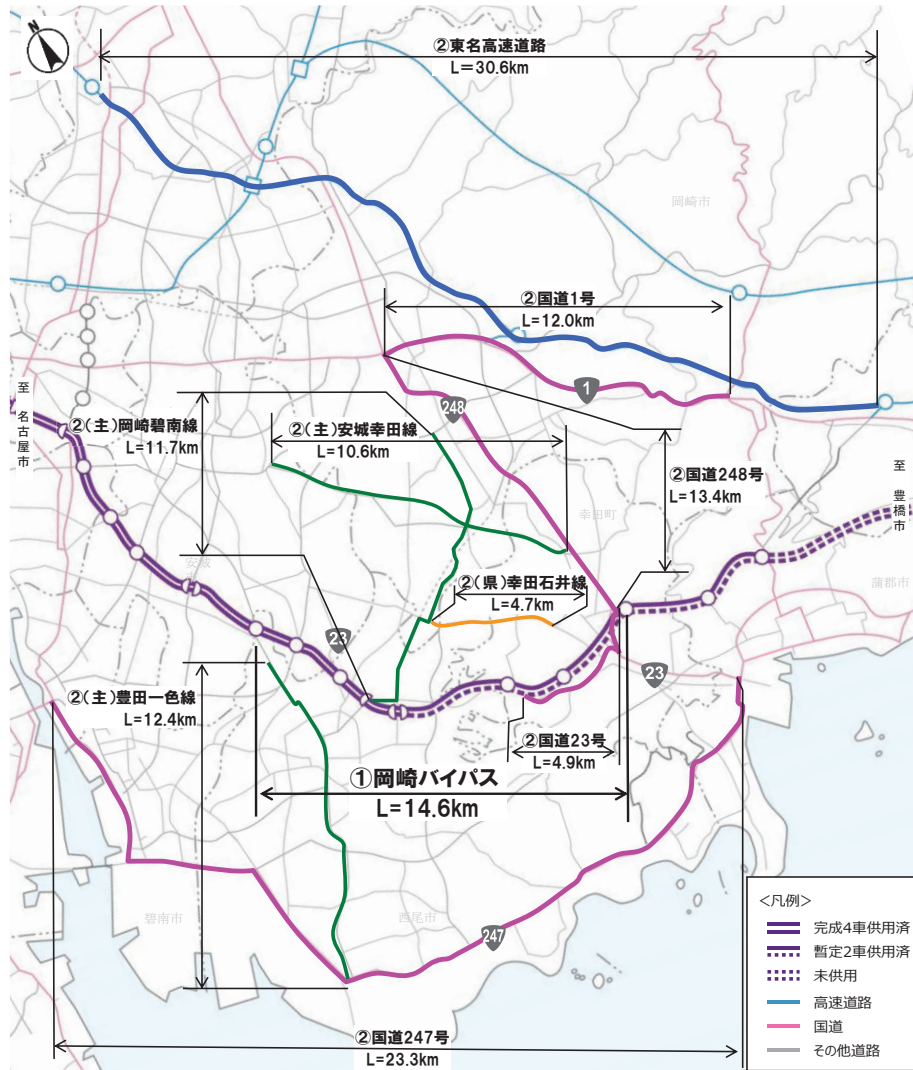 N
②東名高速道路
L=30.6km
岡崎市
②国道1号
L=12.0km
1
至 名古屋市
248
②(主)岡崎碧南線
L=11.7km
②(主)安城幸田線
L=10.6km
②国道248号
L=13.4km
至 豊橋市
幸田町
安城
②(県)幸田石井線
L=4.7km
蒲郡市
23
23
②(主)豊田一色線
L=12.4km
②国道23号
L=4.9km
①岡崎バイパス
L=14.6km
碧南市
西尾市
247
②国道247号
L=23.3km
<凡例>
完成4車供用済
暫定2車供用済
未供用
高速道路
国道
その他道路